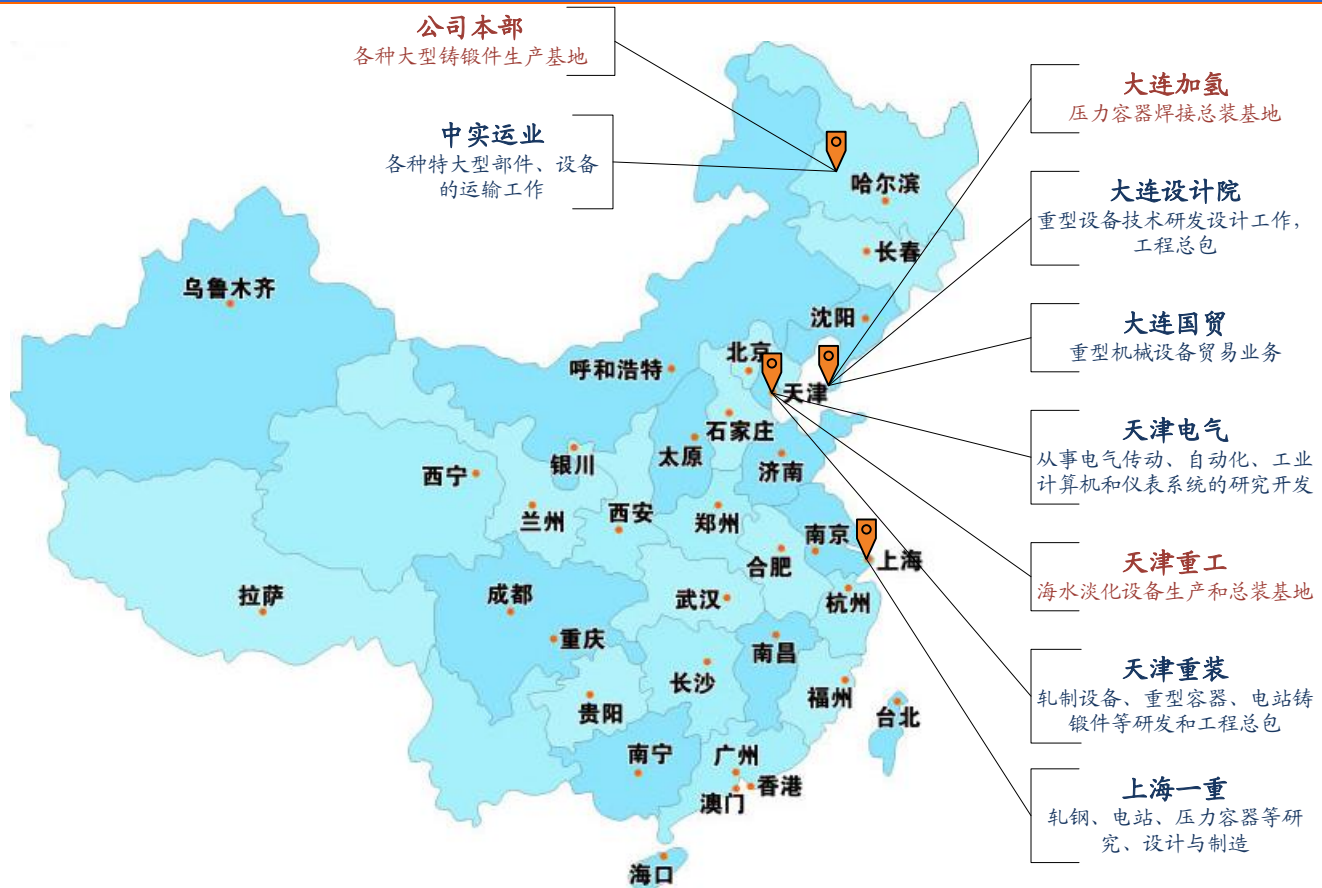 公司本部
各种大型铸锻件生产基地
中实运业
各种特大型部件、设备
的运输工作
大连加氢
压力容器焊接总装基地
大连设计院
重型设备技术研发设计工作,
工程总包
大连国贸
重型机械设备贸易业务
天津电气
从事电气传动、自动化、工业
计算机和仪表系统的研究开发
天津重工
海水淡化设备生产和总装基地
天津重装
轧制设备、重型容器、电站铸
锻件等研发和工程总包
上海一重
轧钢、电站、压力容器等研
究、设计与制造
哈尔滨
长春
乌鲁木齐
沈阳
北京
呼和浩特
天津
石家庄
太原
济南
银川
西宁
兰州
西安
郑州
南京
合肥
上海
拉萨
成都
武汉
杭州
重庆
南昌
长沙
福州
贵阳
台北
南宁
广州
香港
澳门
海口